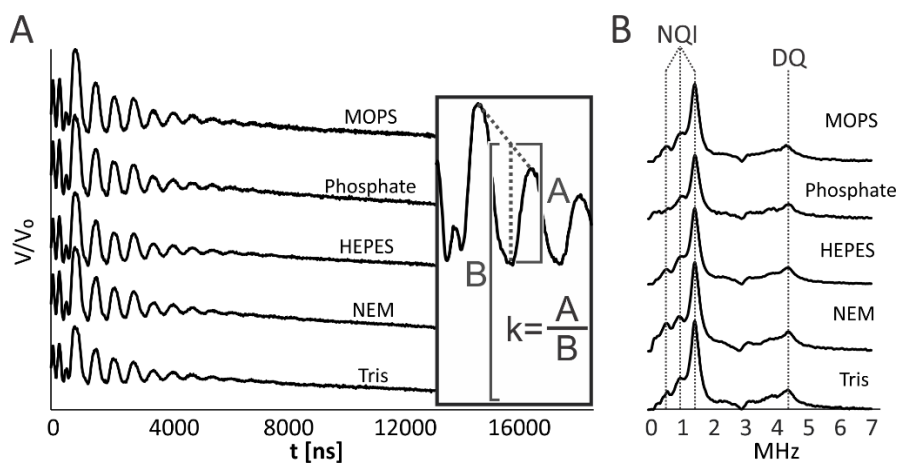 A
V/Vo
MOPS
Phosphate
HEPES
NEM
Tris
0
4000
8000
12000
16000
t [ns]
A
B
k=A/B
B
NQI
DQ
MOPS
Phosphate
HEPES
NEM
Tris
0 1 2 3 4 5 6 7
MHz